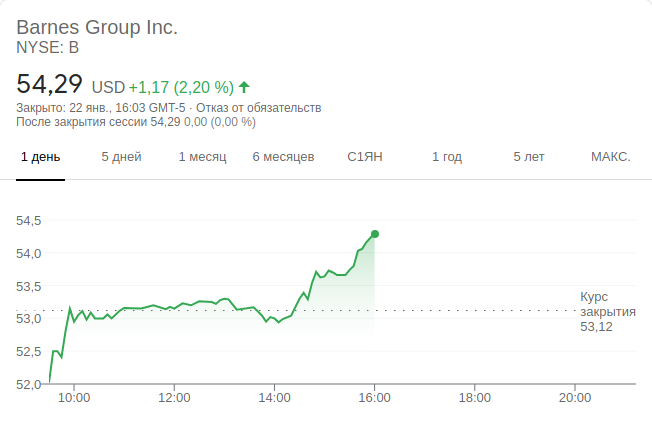 Barnes Group Inc.
NYSE: B
54,29 USD +1,17 (2,20 %)
Закрыто: 22 янв., 16:03 GMT-5 · Отказ от обязательств
После закрытия сессии 54,29 0,00 (0,00 %)
1 день 5 дней 1 месяц 6 месяцев С1ЯН 1 год 5 лет МАКС.
54,5
54,0
53,5
53,0
52,5
52,0
Курс
закрытия
53,12
10:00 12:00 14:00 16:00 18:00 20:00